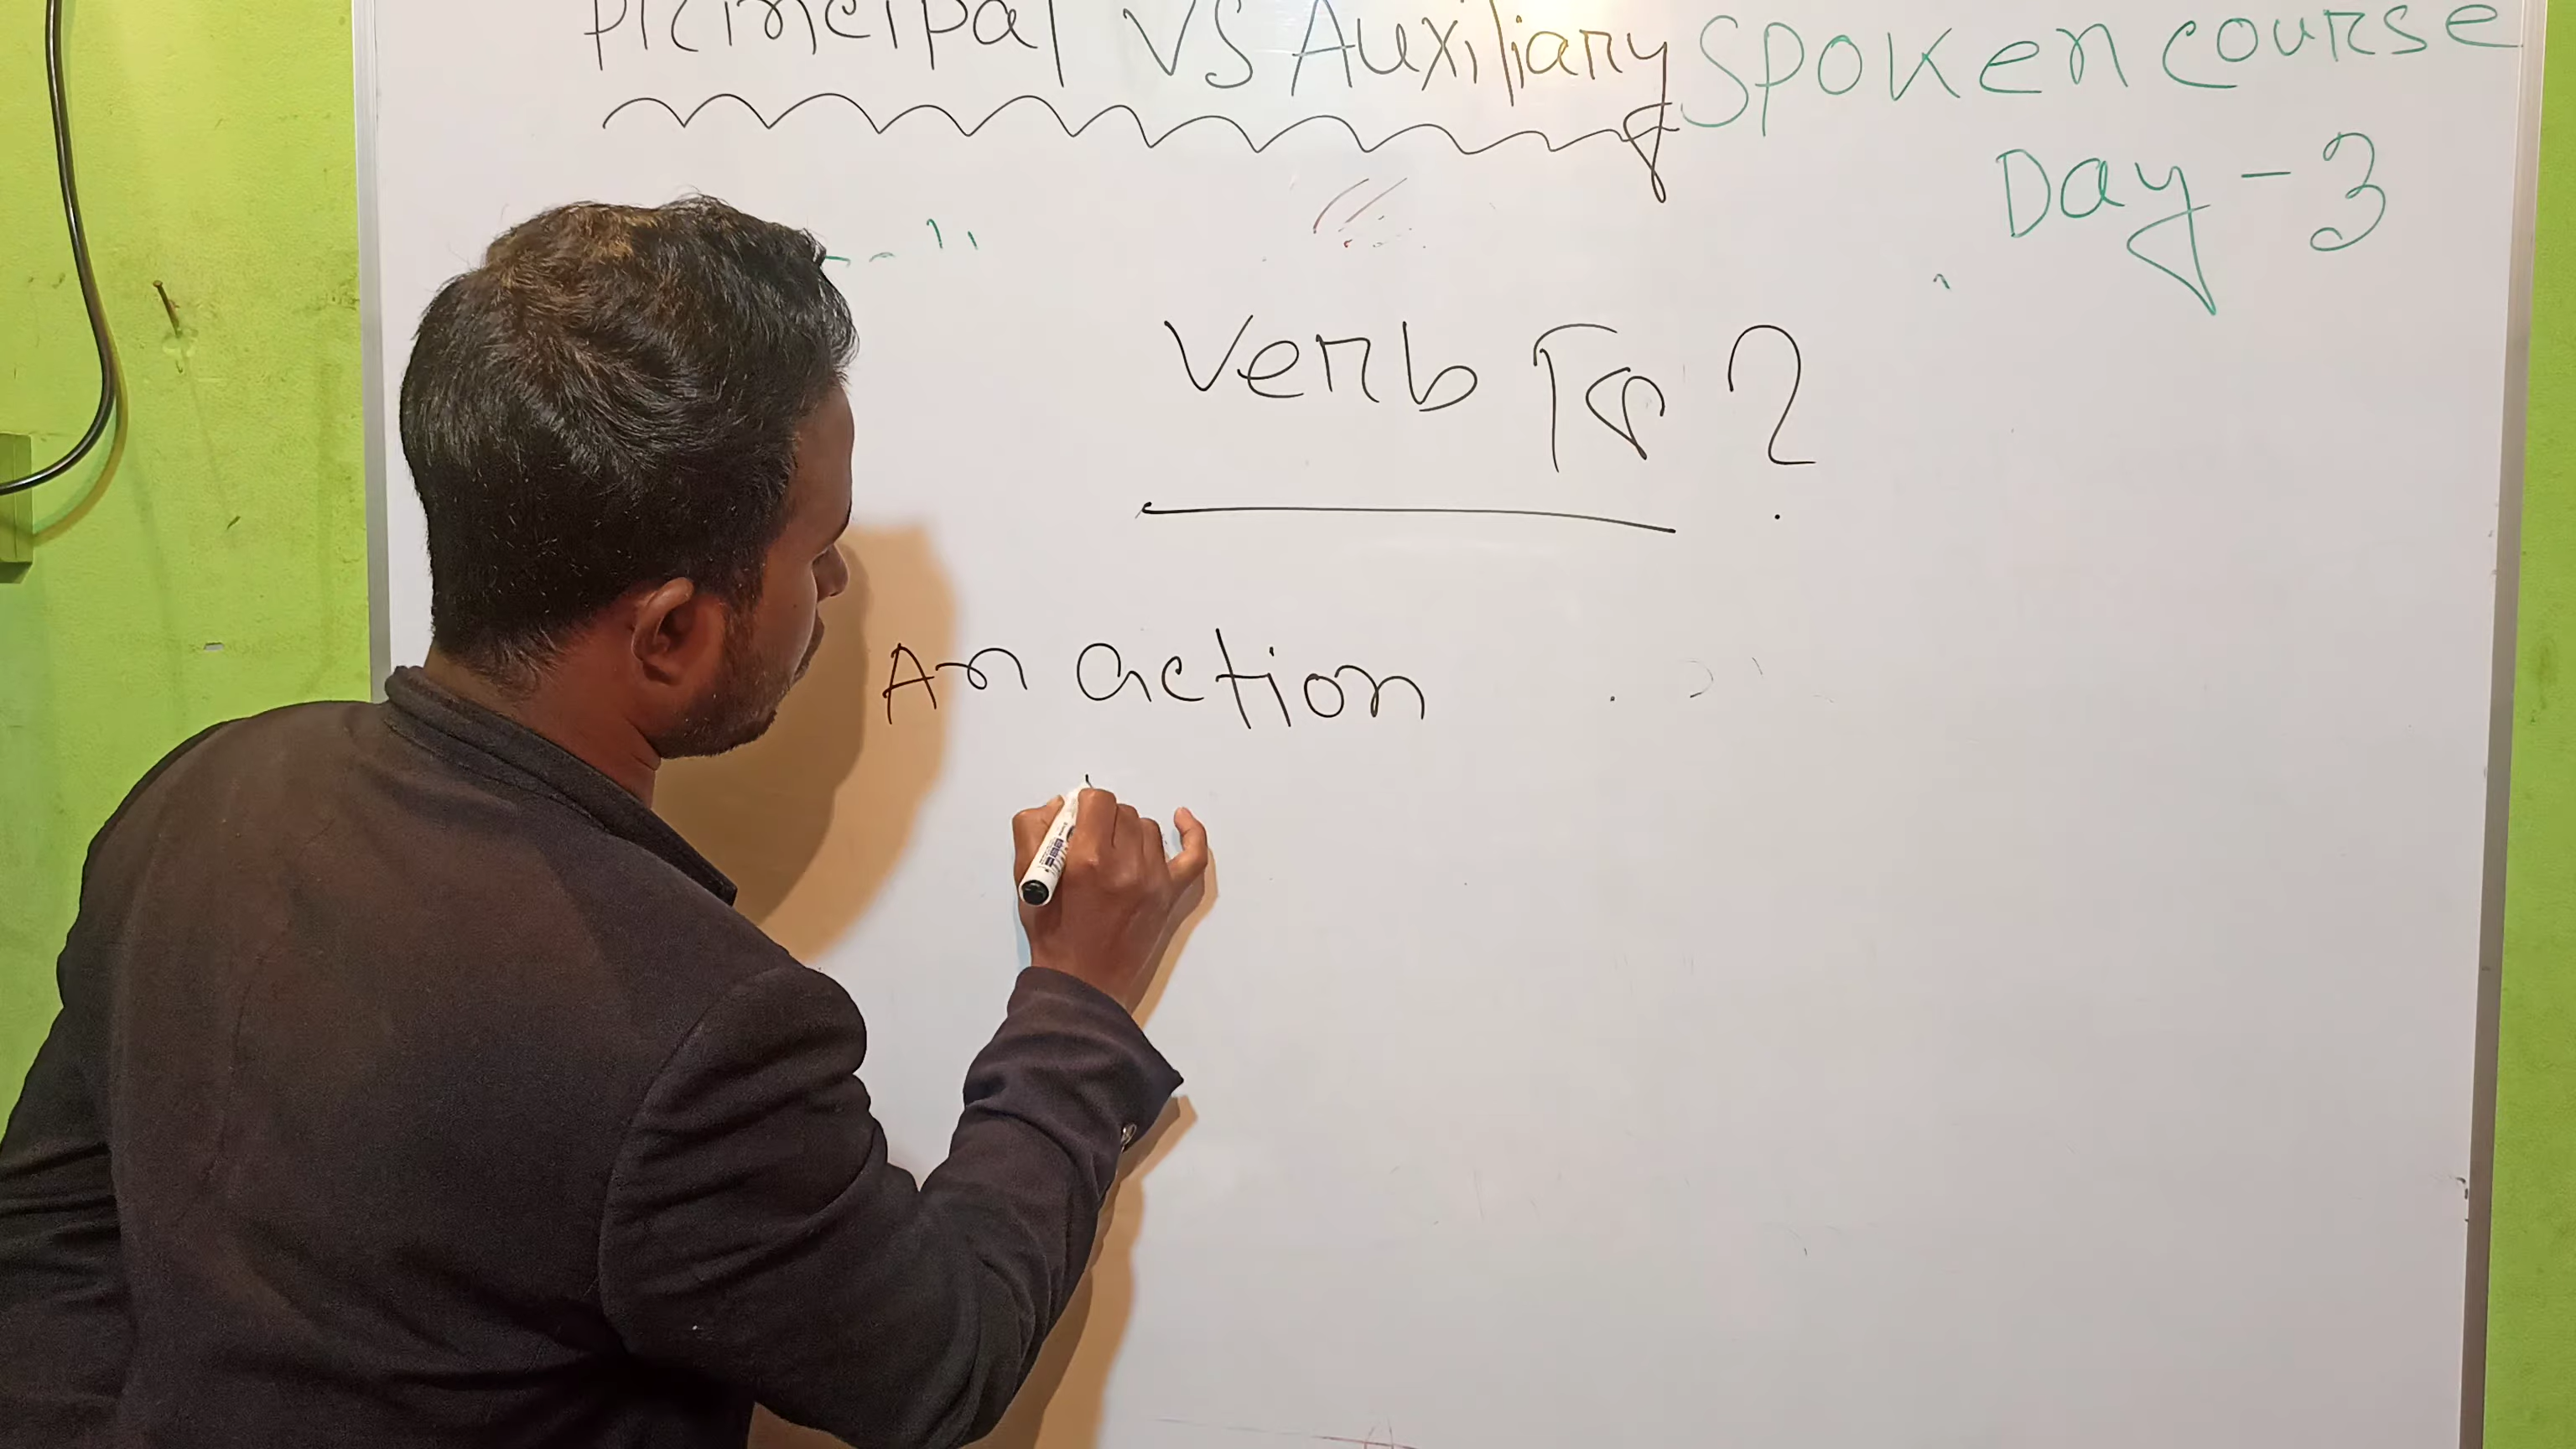 Principal VS Auxiliary
Spoken course
Day - 3
Verb কি ?
An action